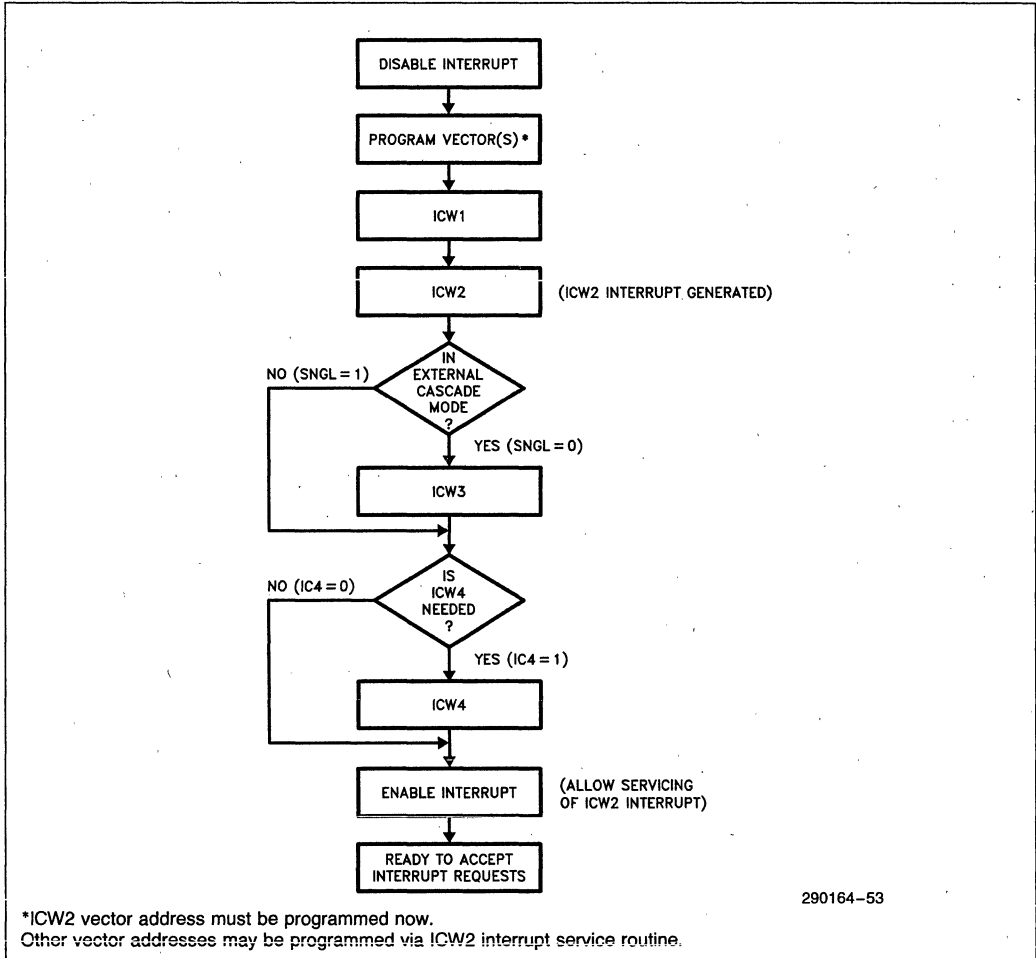 DISABLE INTERRUPT
PROGRAM VECTOR(S)*
ICW1
ICW2
(ICW2 INTERRUPT GENERATED)
IN
EXTERNAL
CASCADE
MODE
?
NO (SNGL = 1)
YES (SNGL = 0)
ICW3
IS
ICW4
NEEDED
?
NO (IC4 = 0)
YES (IC4 = 1)
ICW4
ENABLE INTERRUPT
(ALLOW SERVICING
OF ICW2 INTERRUPT)
READY TO ACCEPT
INTERRUPT REQUESTS
290164–53
*ICW2 vector address must be programmed now.
Other vector addresses may be programmed via ICW2 interrupt service routine.